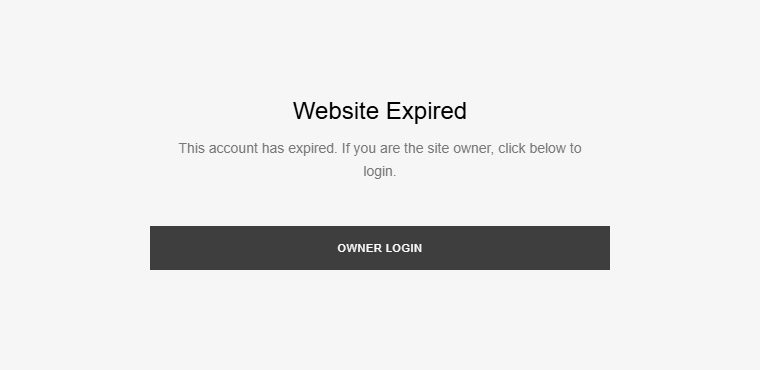 Website Expired
This account has expired. If you are the site owner, click below to
login.
OWNER LOGIN